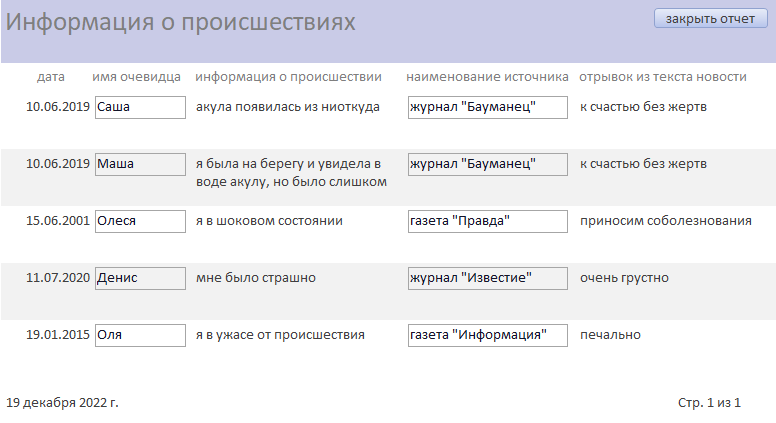 Информация о происшествиях
закрыть отчет
дата имя очевидца информация о происшествии наименование источника отрывок из текста новости
10.06.2019 Саша акула появилась из ниоткуда журнал "Бауманец" к счастью без жертв
10.06.2019 Маша я была на берегу и увидела в журнал "Бауманец" к счастью без жертв
воде акулу, но было слишком
15.06.2001 Олеся я в шоковом состоянии газета "Правда" приносим соболезнования
11.07.2020 Денис мне было страшно журнал "Известие" очень грустно
19.01.2015 Оля я в ужасе от происшествия газета "Информация" печально
19 декабря 2022 г. Стр. 1 из 1